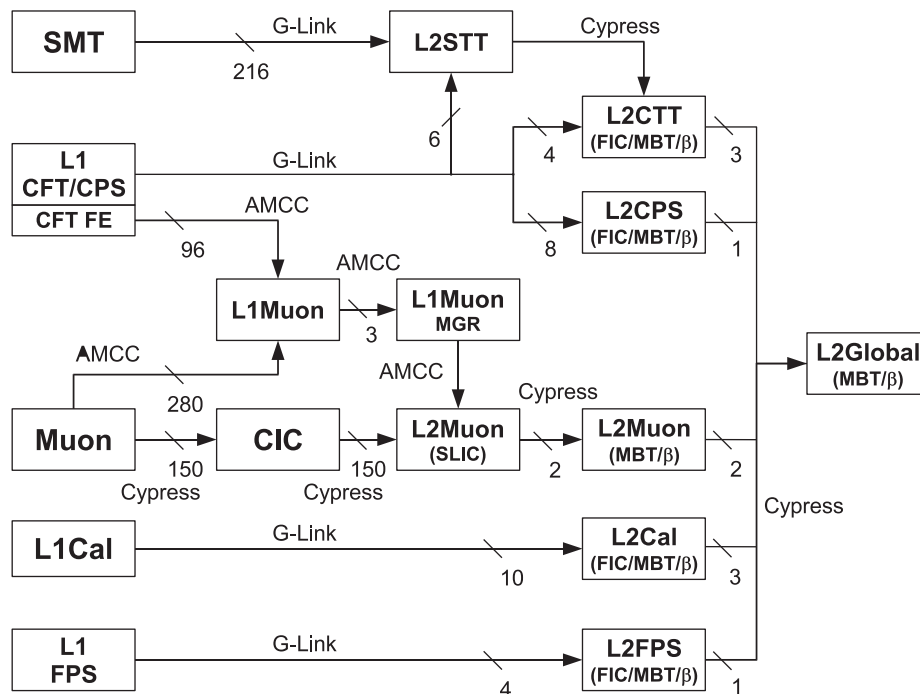 SMT
G-Link
216
L2STT
Cypress
6
L2CTT
(FIC/MBT/β)
4
3
L1
CFT/CPS
CFT FE
G-Link
AMCC
96
L2CPS
(FIC/MBT/β)
8
1
L1Muon
AMCC
3
L1Muon
MGR
AMCC
280
AMCC
L2Global
(MBT/β)
Muon
150
Cypress
CIC
150
Cypress
L2Muon
(SLIC)
Cypress
2
L2Muon
(MBT/β)
2
Cypress
L1Cal
G-Link
10
L2Cal
(FIC/MBT/β)
3
L1
FPS
G-Link
4
L2FPS
(FIC/MBT/β)
1